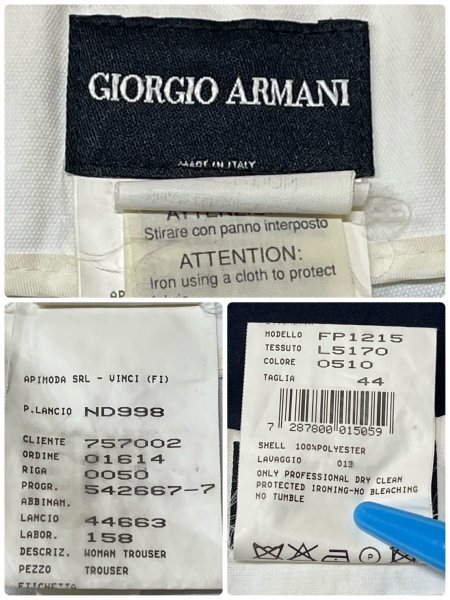 GIORGIO ARMANI
MADE IN ITALY
ATTENZIONE:
Stirare con panno interposto
ATTENTION:
Iron using a cloth to protect
AP
APIMODA SRL - VINCI (FI)
P.LANCIO ND998
CLIENTE 757002
ORDINE 01614
RIGA 0050
PROGR. 542667-7
ABBINAM.
LANCIO 44663
LABOR. 158
DESCRIZ. WOMAN TROUSER
PEZZO TROUSER
ETICHETTA
MODELLO FP1215
TESSUTO L5170
COLORE 0510
TAGLIA 44
7 287800 015059
SHELL 100%POLYESTER
LAVAGGIO 013
ONLY PROFESSIONAL DRY CLEAN
PROTECTED IRONING-NO BLEACHING
NO TUMBLE